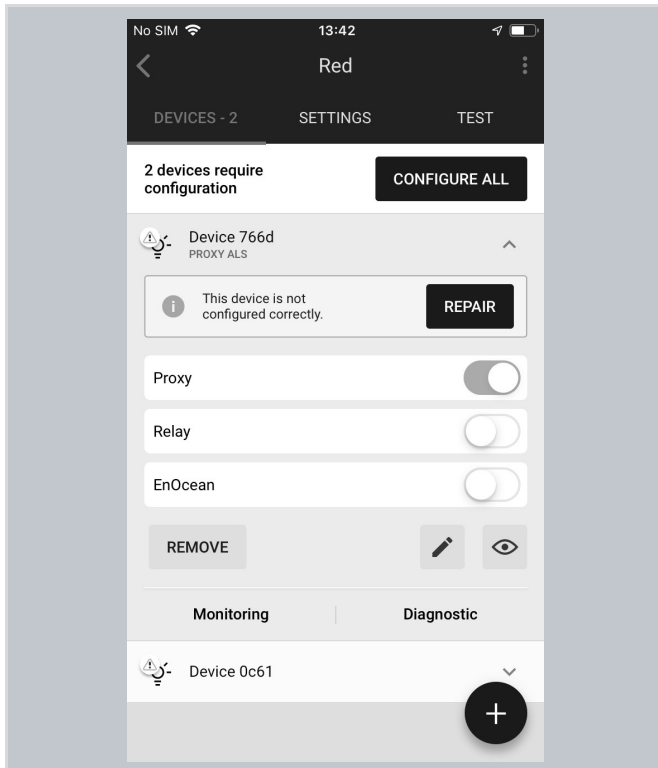 No SIM 13:42
Red
DEVICES - 2 SETTINGS TEST
2 devices require
configuration
CONFIGURE ALL
Device 766d
PROXY ALS
This device is not
configured correctly.
REPAIR
Proxy
Relay
EnOcean
REMOVE
Monitoring Diagnostic
Device 0c61